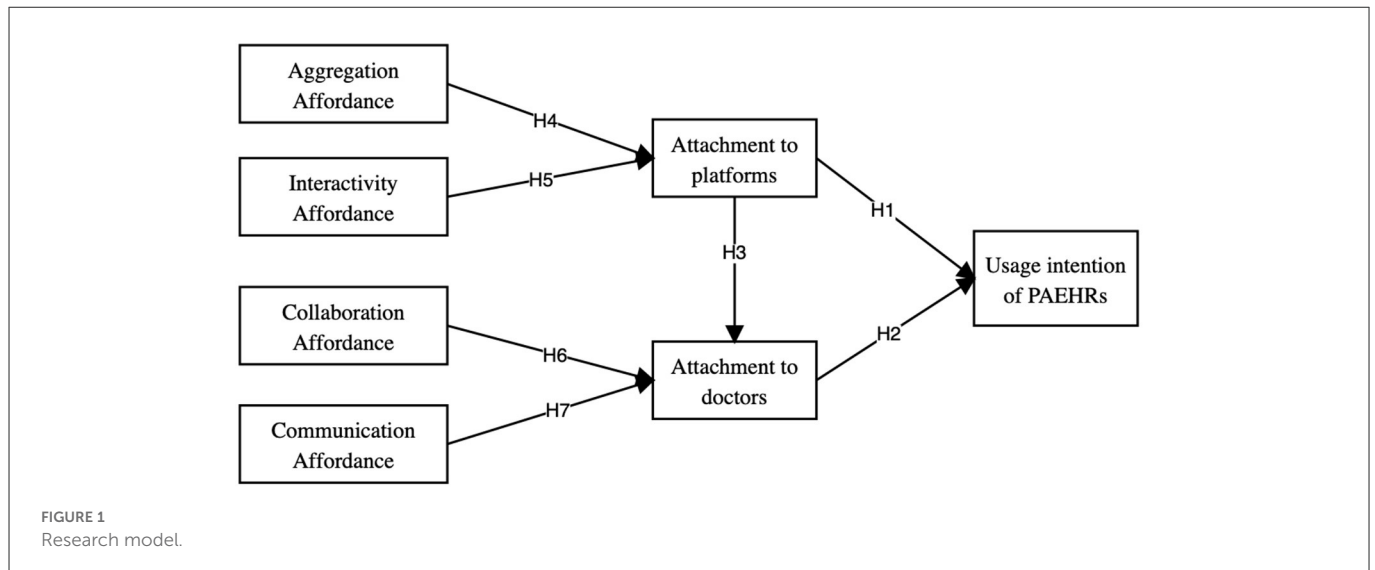 Aggregation
Affordance
H4
Attachment to
platforms
Interactivity
Affordance
H5
H1
H3
Usage intention
of PAEHRs
Collaboration
Affordance
H6
H2
Attachment to
doctors
H7
Communication
Affordance
FIGURE 1
Research model.